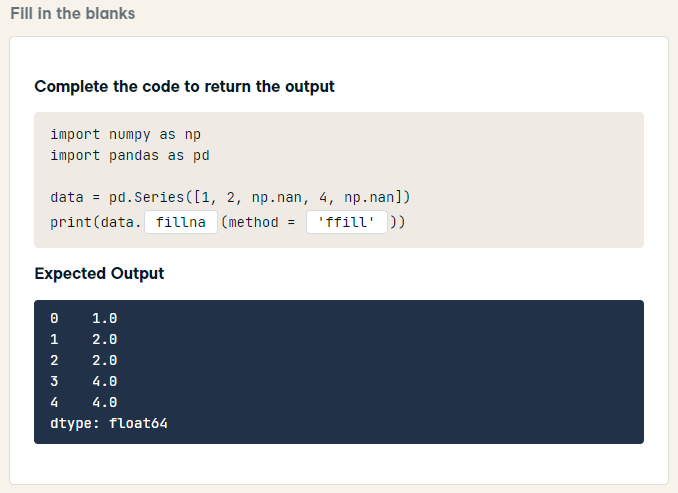 Fill in the blanks
Complete the code to return the output
import numpy as np
import pandas as pd
data = pd.Series([1, 2, np.nan, 4, np.nan])
print(data. fillna (method = 'ffill' ))
Expected Output
0    1.0
1    2.0
2    2.0
3    4.0
4    4.0
dtype: float64